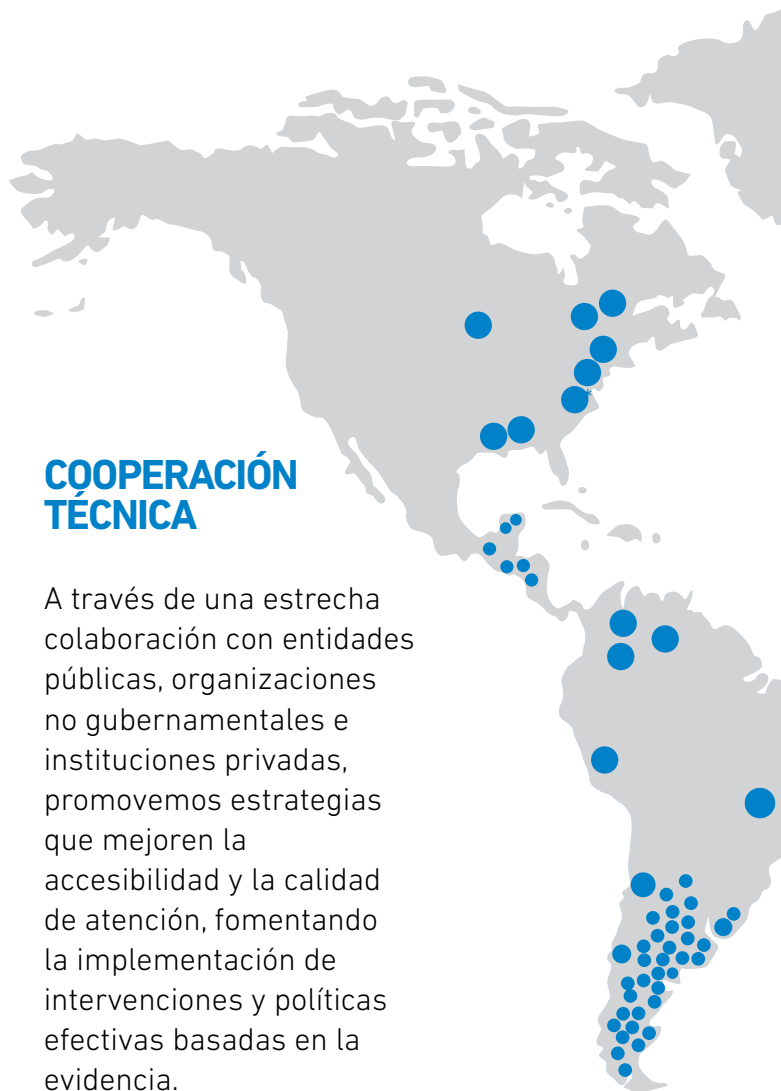 COOPERACIÓN
TÉCNICA
A través de una estrecha
colaboración con entidades
públicas, organizaciones
no gubernamentales e
instituciones privadas,
promovemos estrategias
que mejoren la
accesibilidad y la calidad
de atención, fomentando
la implementación de
intervenciones y políticas
efectivas basadas en la
evidencia.
*